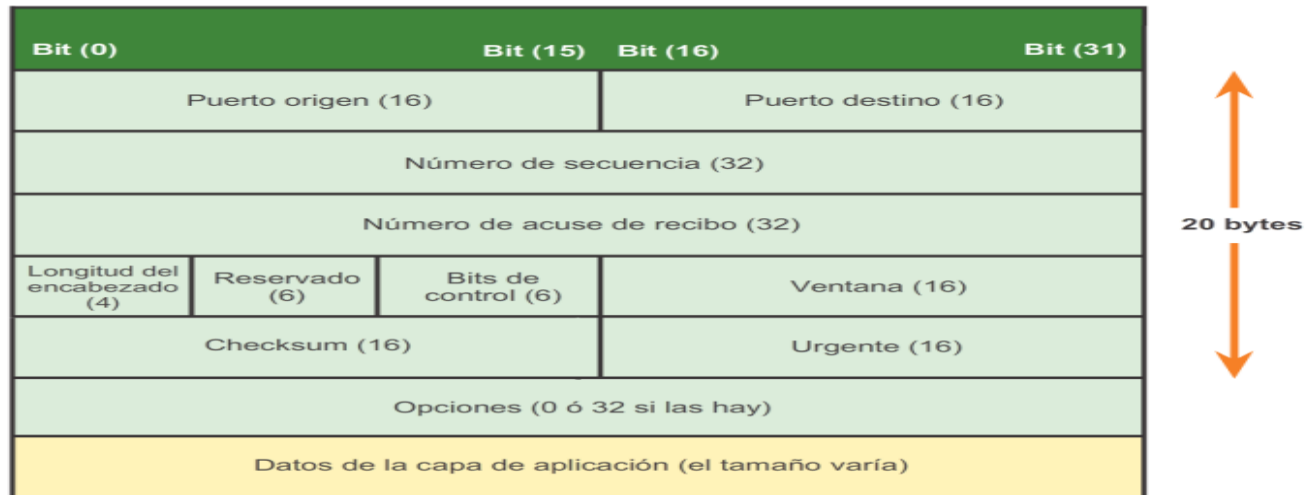 Bit (0) Bit (15) Bit (16) Bit (31)
Puerto origen (16) Puerto destino (16)
Número de secuencia (32)
Número de acuse de recibo (32)
20 bytes
Longitud del
encabezado
(4)
Reservado
(6)
Bits de
control (6)
Ventana (16)
Checksum (16) Urgente (16)
Opciones (0 ó 32 si las hay)
Datos de la capa de aplicación (el tamaño varía)